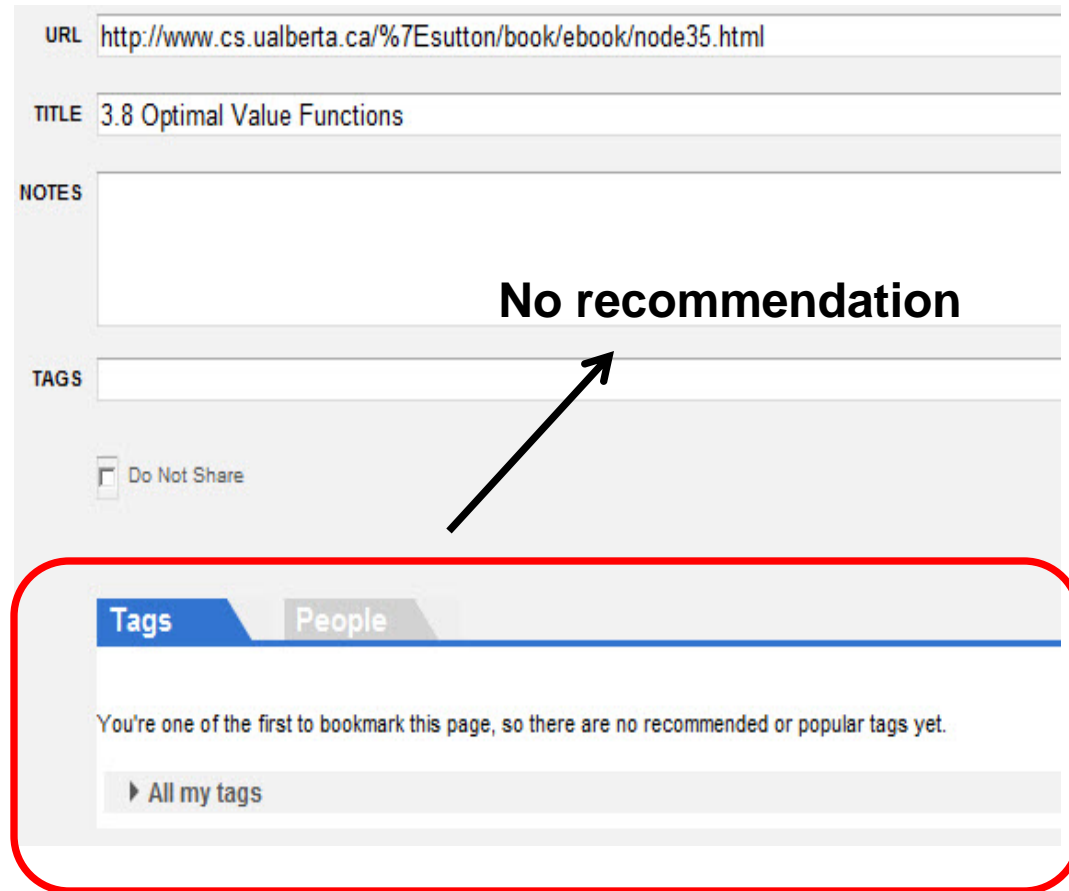 URL http://www.cs.ualberta.ca/%7Esutton/book/ebook/node35.html
TITLE 3.8 Optimal Value Functions
NOTES
No recommendation
TAGS
Do Not Share
Tags People
You're one of the first to bookmark this page, so there are no recommended or popular tags yet.
All my tags